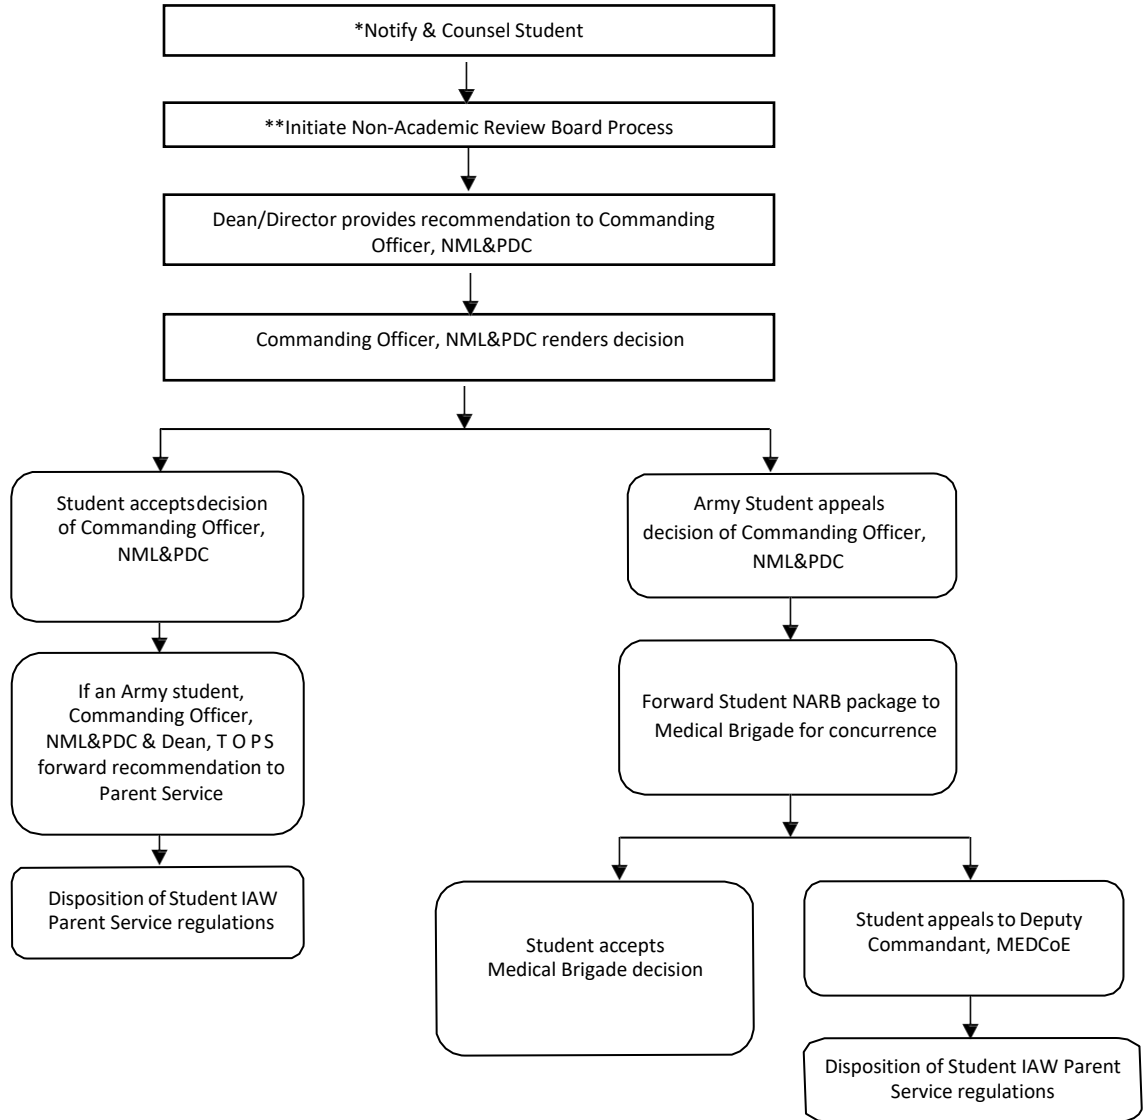 *Notify & Counsel Student
**Initiate Non-Academic Review Board Process
Dean/Director provides recommendation to Commanding
Officer, NML&PDC
Commanding Officer, NML&PDC renders decision
Student accepts decision
of Commanding Officer,
NML&PDC
Army Student appeals
decision of Commanding Officer,
NML&PDC
If an Army student,
Commanding Officer,
NML&PDC & Dean, T O P S
forward recommendation to
Parent Service
Forward Student NARB package to
Medical Brigade for concurrence
Disposition of Student IAW
Parent Service regulations
Student accepts
Medical Brigade decision
Student appeals to Deputy
Commandant, MEDCoE
Disposition of Student IAW Parent
Service regulations